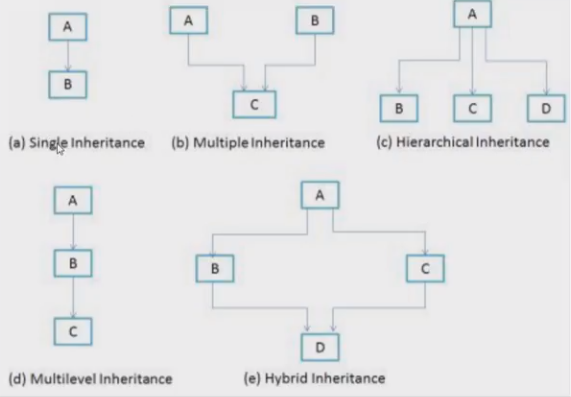 A
B
(a) Single Inheritance
A
B
C
(b) Multiple Inheritance
A
B
C
D
(c) Hierarchical Inheritance
A
B
C
(d) Multilevel Inheritance
A
B
C
D
(e) Hybrid Inheritance